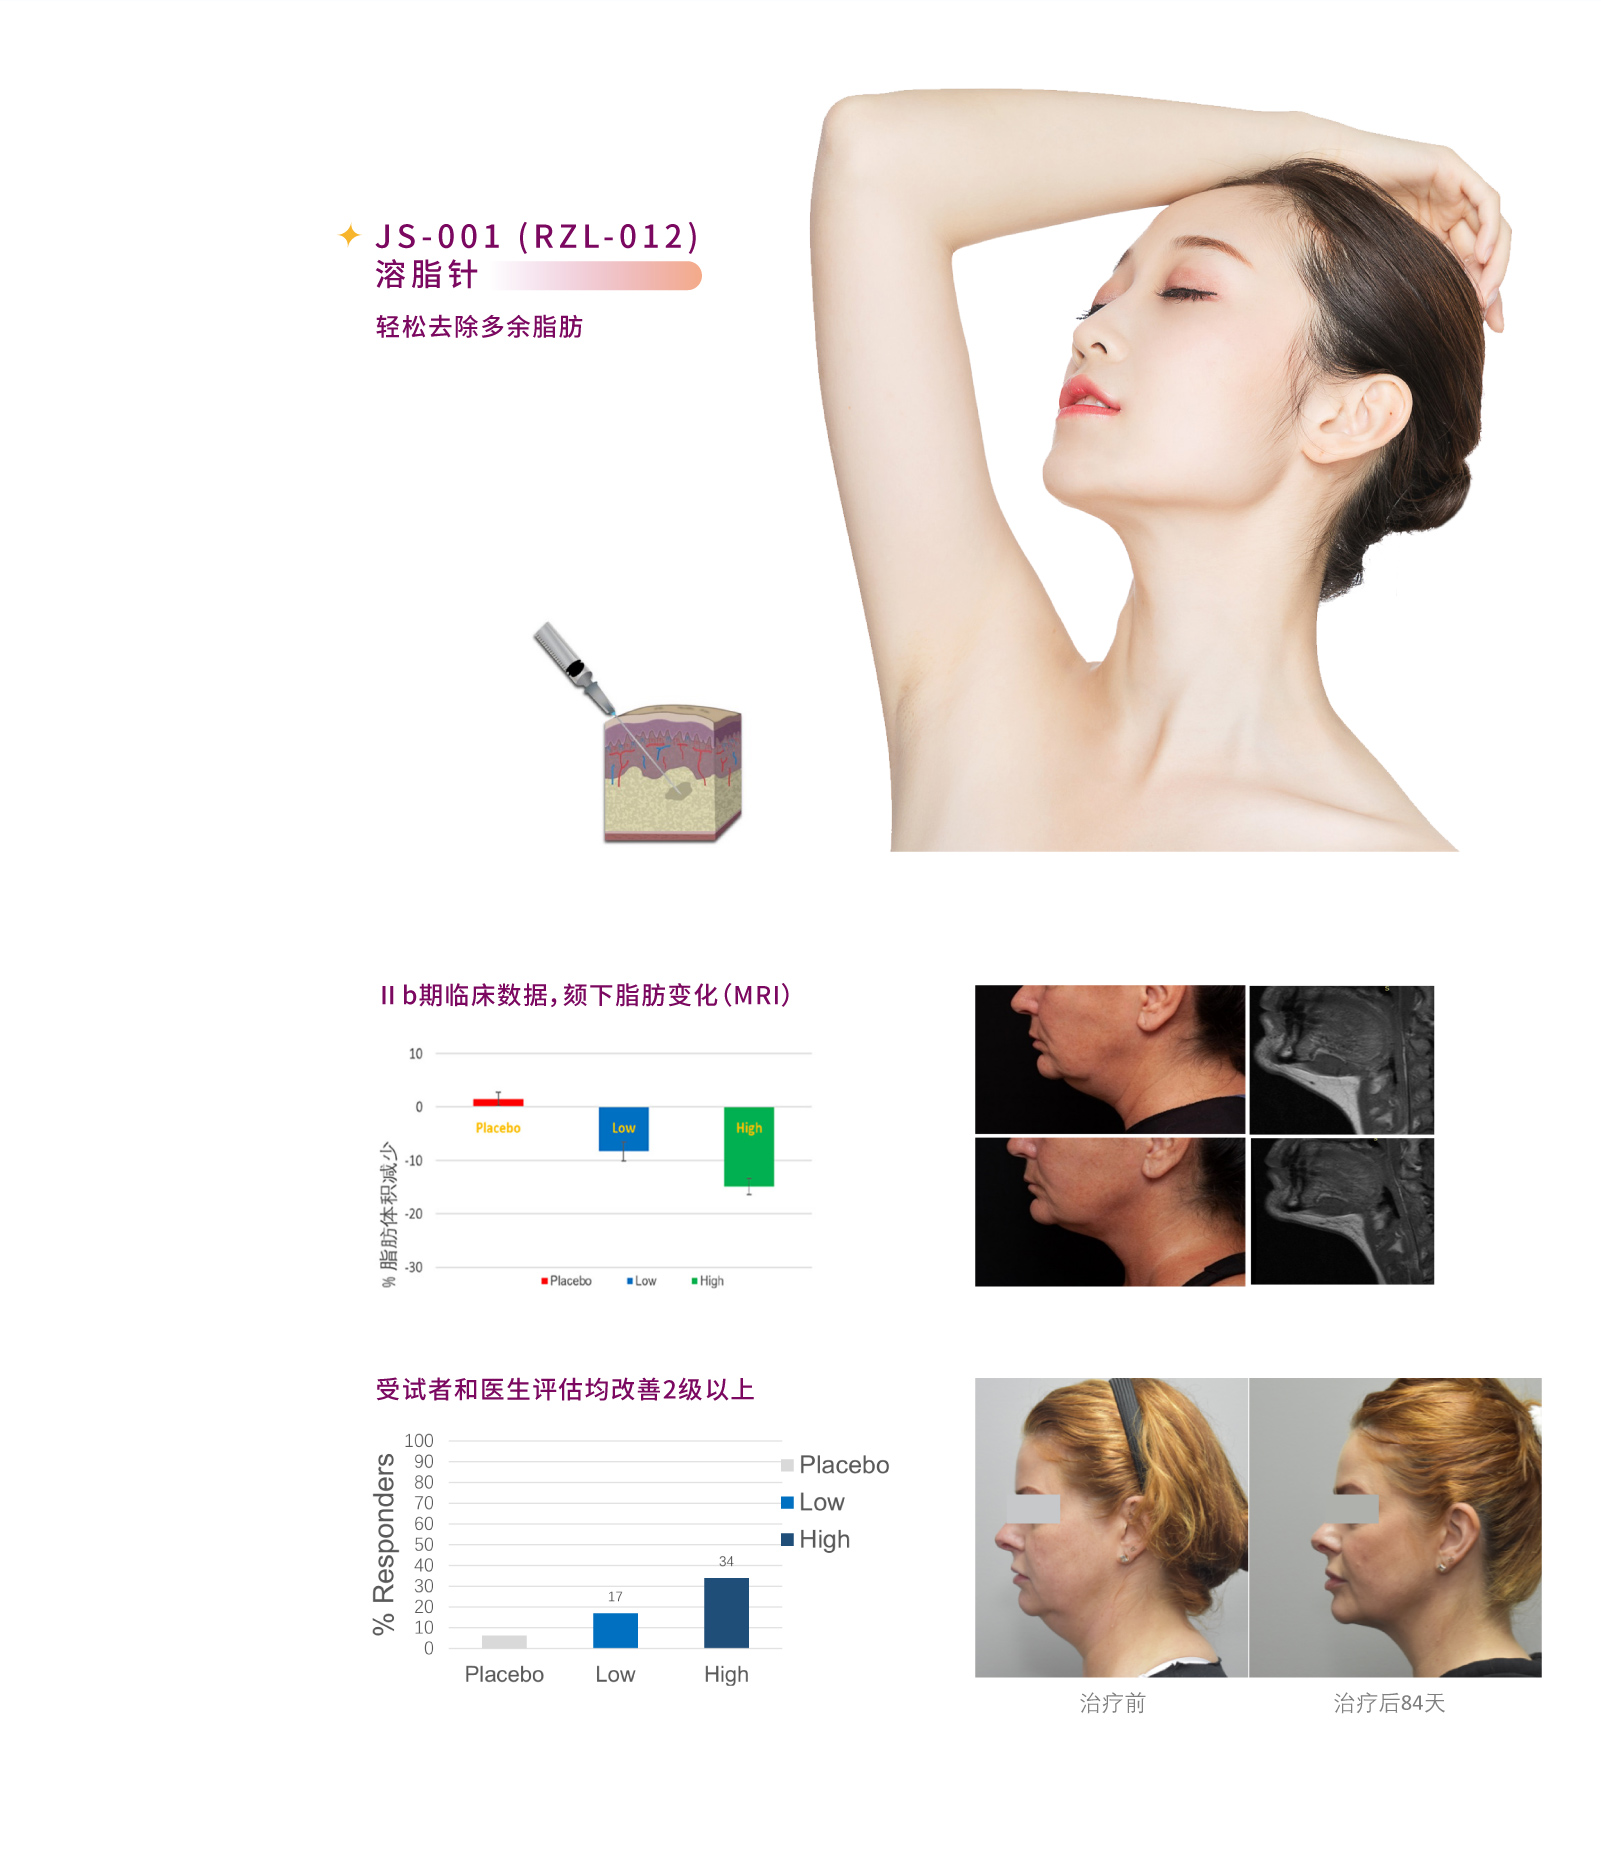 JS-001 (RZL-012)
溶脂针
轻松去除多余脂肪
IIb期临床数据,颏下脂肪变化(MRI)
% 脂肪体积减少
10
0
-10
-20
-30
Placebo
Low
High
Placebo
Low
High
受试者和医生评估均改善2级以上
% Responders
100
90
80
70
60
50
40
30
20
10
0
17
34
Placebo
Low
High
Placebo
Low
High
治疗前
治疗后84天